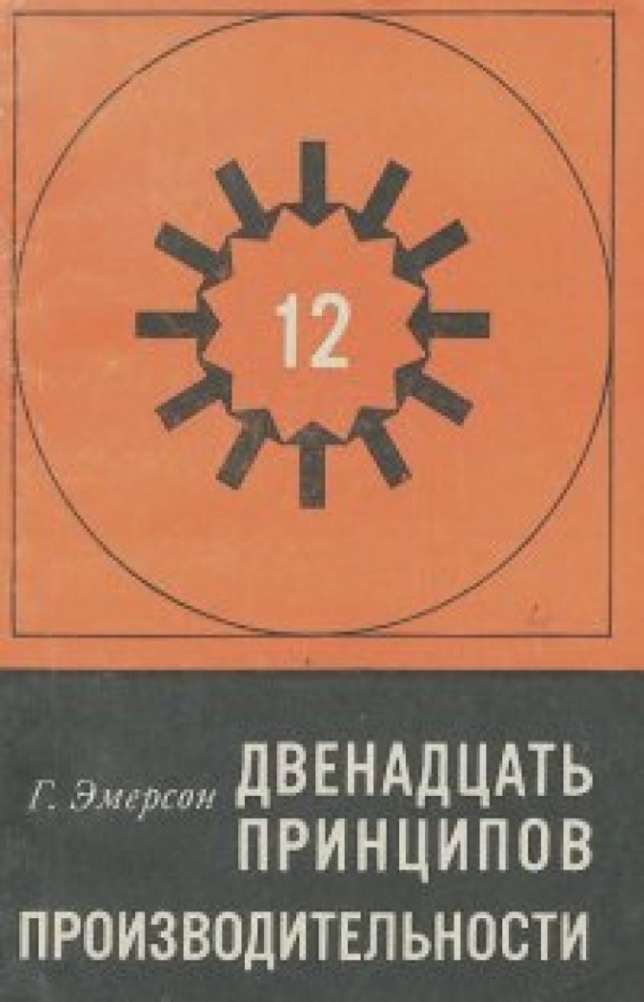 12
Г. Эмерсон
ДВЕНАДЦАТЬ
ПРИНЦИПОВ
ПРОИЗВОДИТЕЛЬНОСТИ